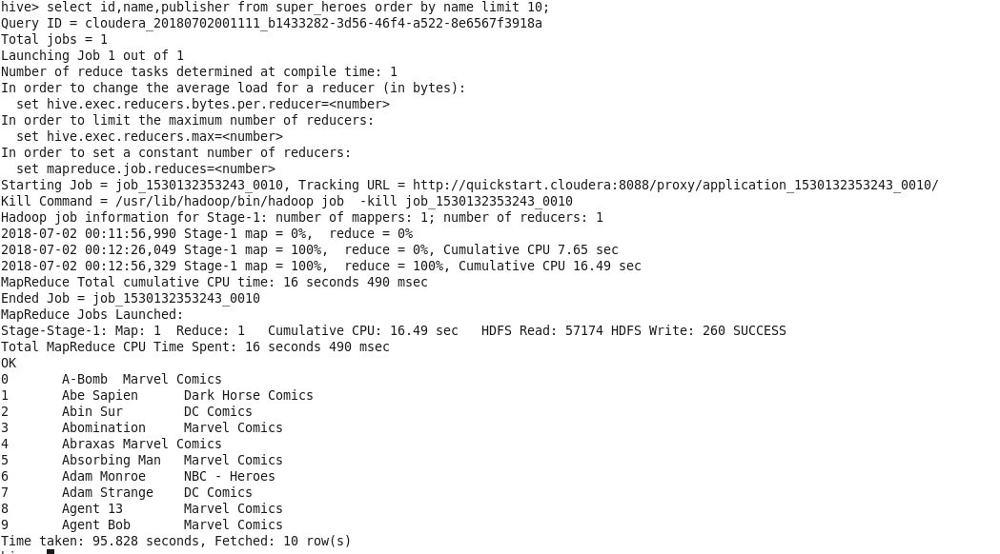 hive> select id,name,publisher from super_heroes order by name limit 10;
Query ID = cloudera_20180702001111_b1433282-3d56-46f4-a522-8e6567f3918a
Total jobs = 1
Launching Job 1 out of 1
Number of reduce tasks determined at compile time: 1
In order to change the average load for a reducer (in bytes):
  set hive.exec.reducers.bytes.per.reducer=<number>
In order to limit the maximum number of reducers:
  set hive.exec.reducers.max=<number>
In order to set a constant number of reducers:
  set mapreduce.job.reduces=<number>
Starting Job = job_1530132353243_0010, Tracking URL = http://quickstart.cloudera:8088/proxy/application_1530132353243_0010/
Kill Command = /usr/lib/hadoop/bin/hadoop job  -kill job_1530132353243_0010
Hadoop job information for Stage-1: number of mappers: 1; number of reducers: 1
2018-07-02 00:11:56,990 Stage-1 map = 0%,  reduce = 0%
2018-07-02 00:12:26,049 Stage-1 map = 100%,  reduce = 0%, Cumulative CPU 7.65 sec
2018-07-02 00:12:56,329 Stage-1 map = 100%,  reduce = 100%, Cumulative CPU 16.49 sec
MapReduce Total cumulative CPU time: 16 seconds 490 msec
Ended Job = job_1530132353243_0010
MapReduce Jobs Launched:
Stage-Stage-1: Map: 1  Reduce: 1   Cumulative CPU: 16.49 sec   HDFS Read: 57174 HDFS Write: 260 SUCCESS
Total MapReduce CPU Time Spent: 16 seconds 490 msec
OK
0       A-Bomb  Marvel Comics
1       Abe Sapien      Dark Horse Comics
2       Abin Sur        DC Comics
3       Abomination     Marvel Comics
4       Abraxas Marvel Comics
5       Absorbing Man   Marvel Comics
6       Adam Monroe     NBC - Heroes
7       Adam Strange    DC Comics
8       Agent 13        Marvel Comics
9       Agent Bob       Marvel Comics
Time taken: 95.828 seconds, Fetched: 10 row(s)